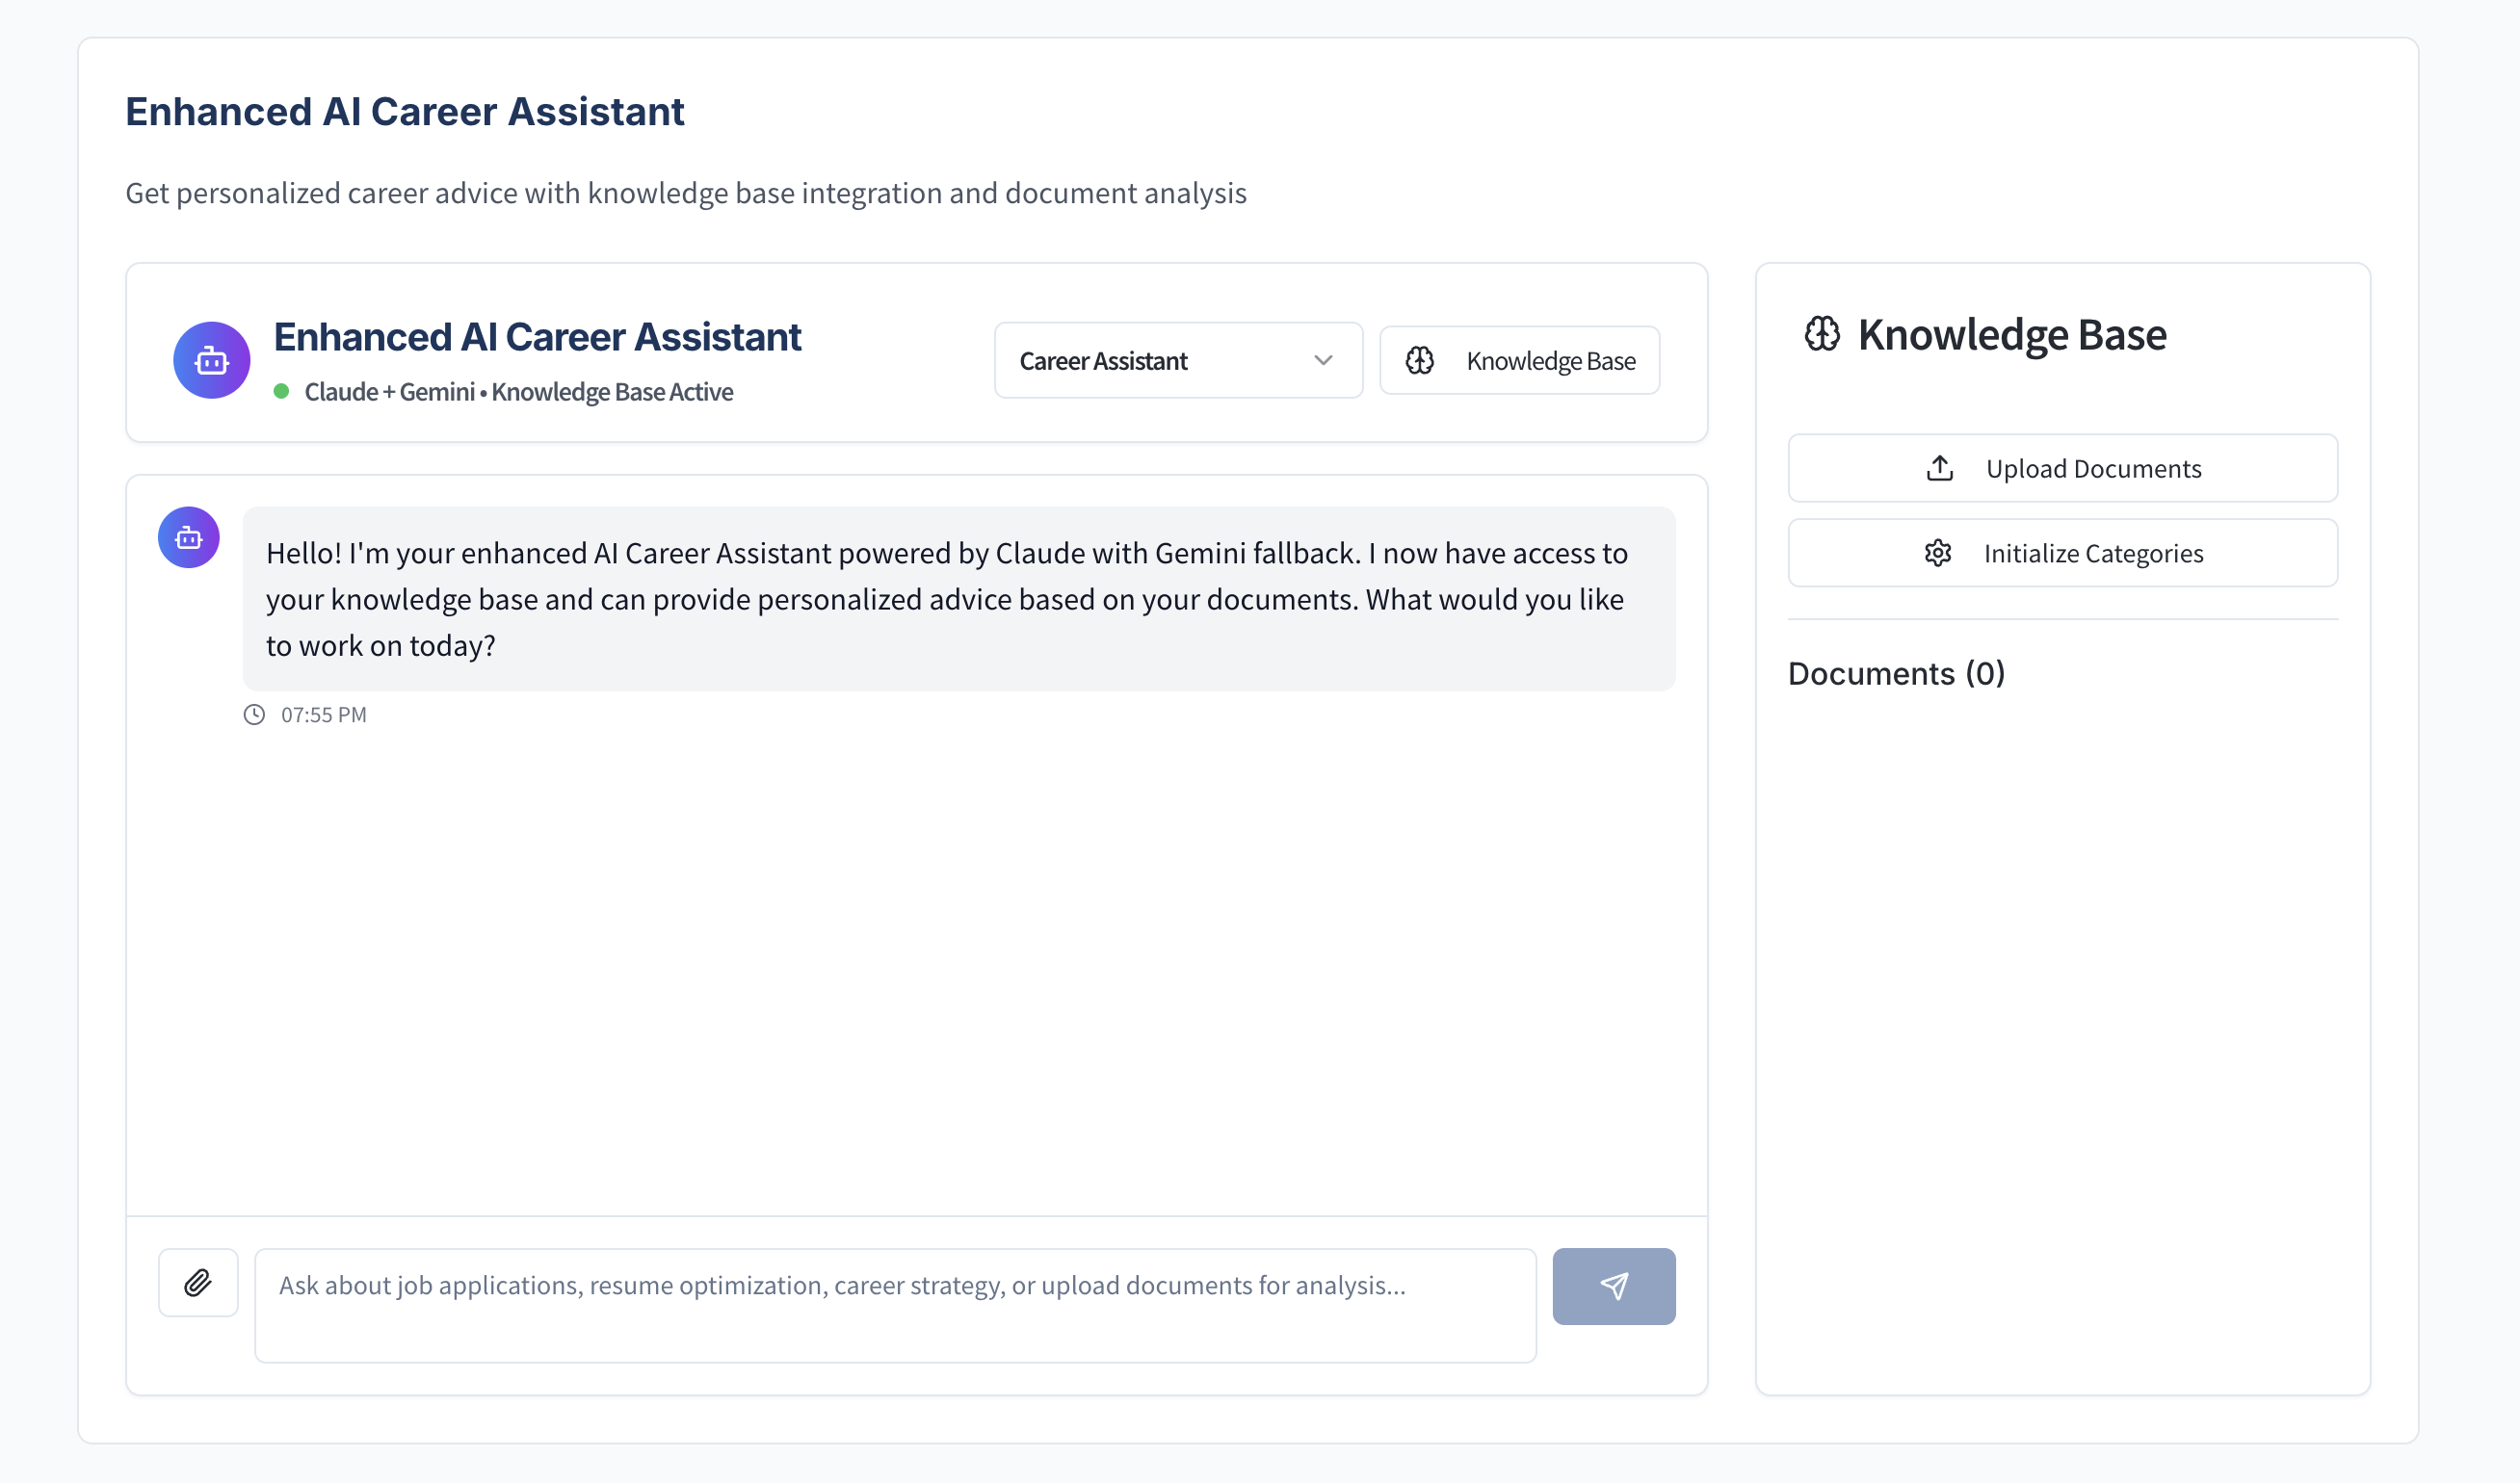 Enhanced AI Career Assistant
Get personalized career advice with knowledge base integration and document analysis
Enhanced AI Career Assistant
Claude + Gemini • Knowledge Base Active
Career Assistant
Knowledge Base
Hello! I'm your enhanced AI Career Assistant powered by Claude with Gemini fallback. I now have access to
your knowledge base and can provide personalized advice based on your documents. What would you like
to work on today?
07:55 PM
Ask about job applications, resume optimization, career strategy, or upload documents for analysis...
Knowledge Base
Upload Documents
Initialize Categories
Documents (0)